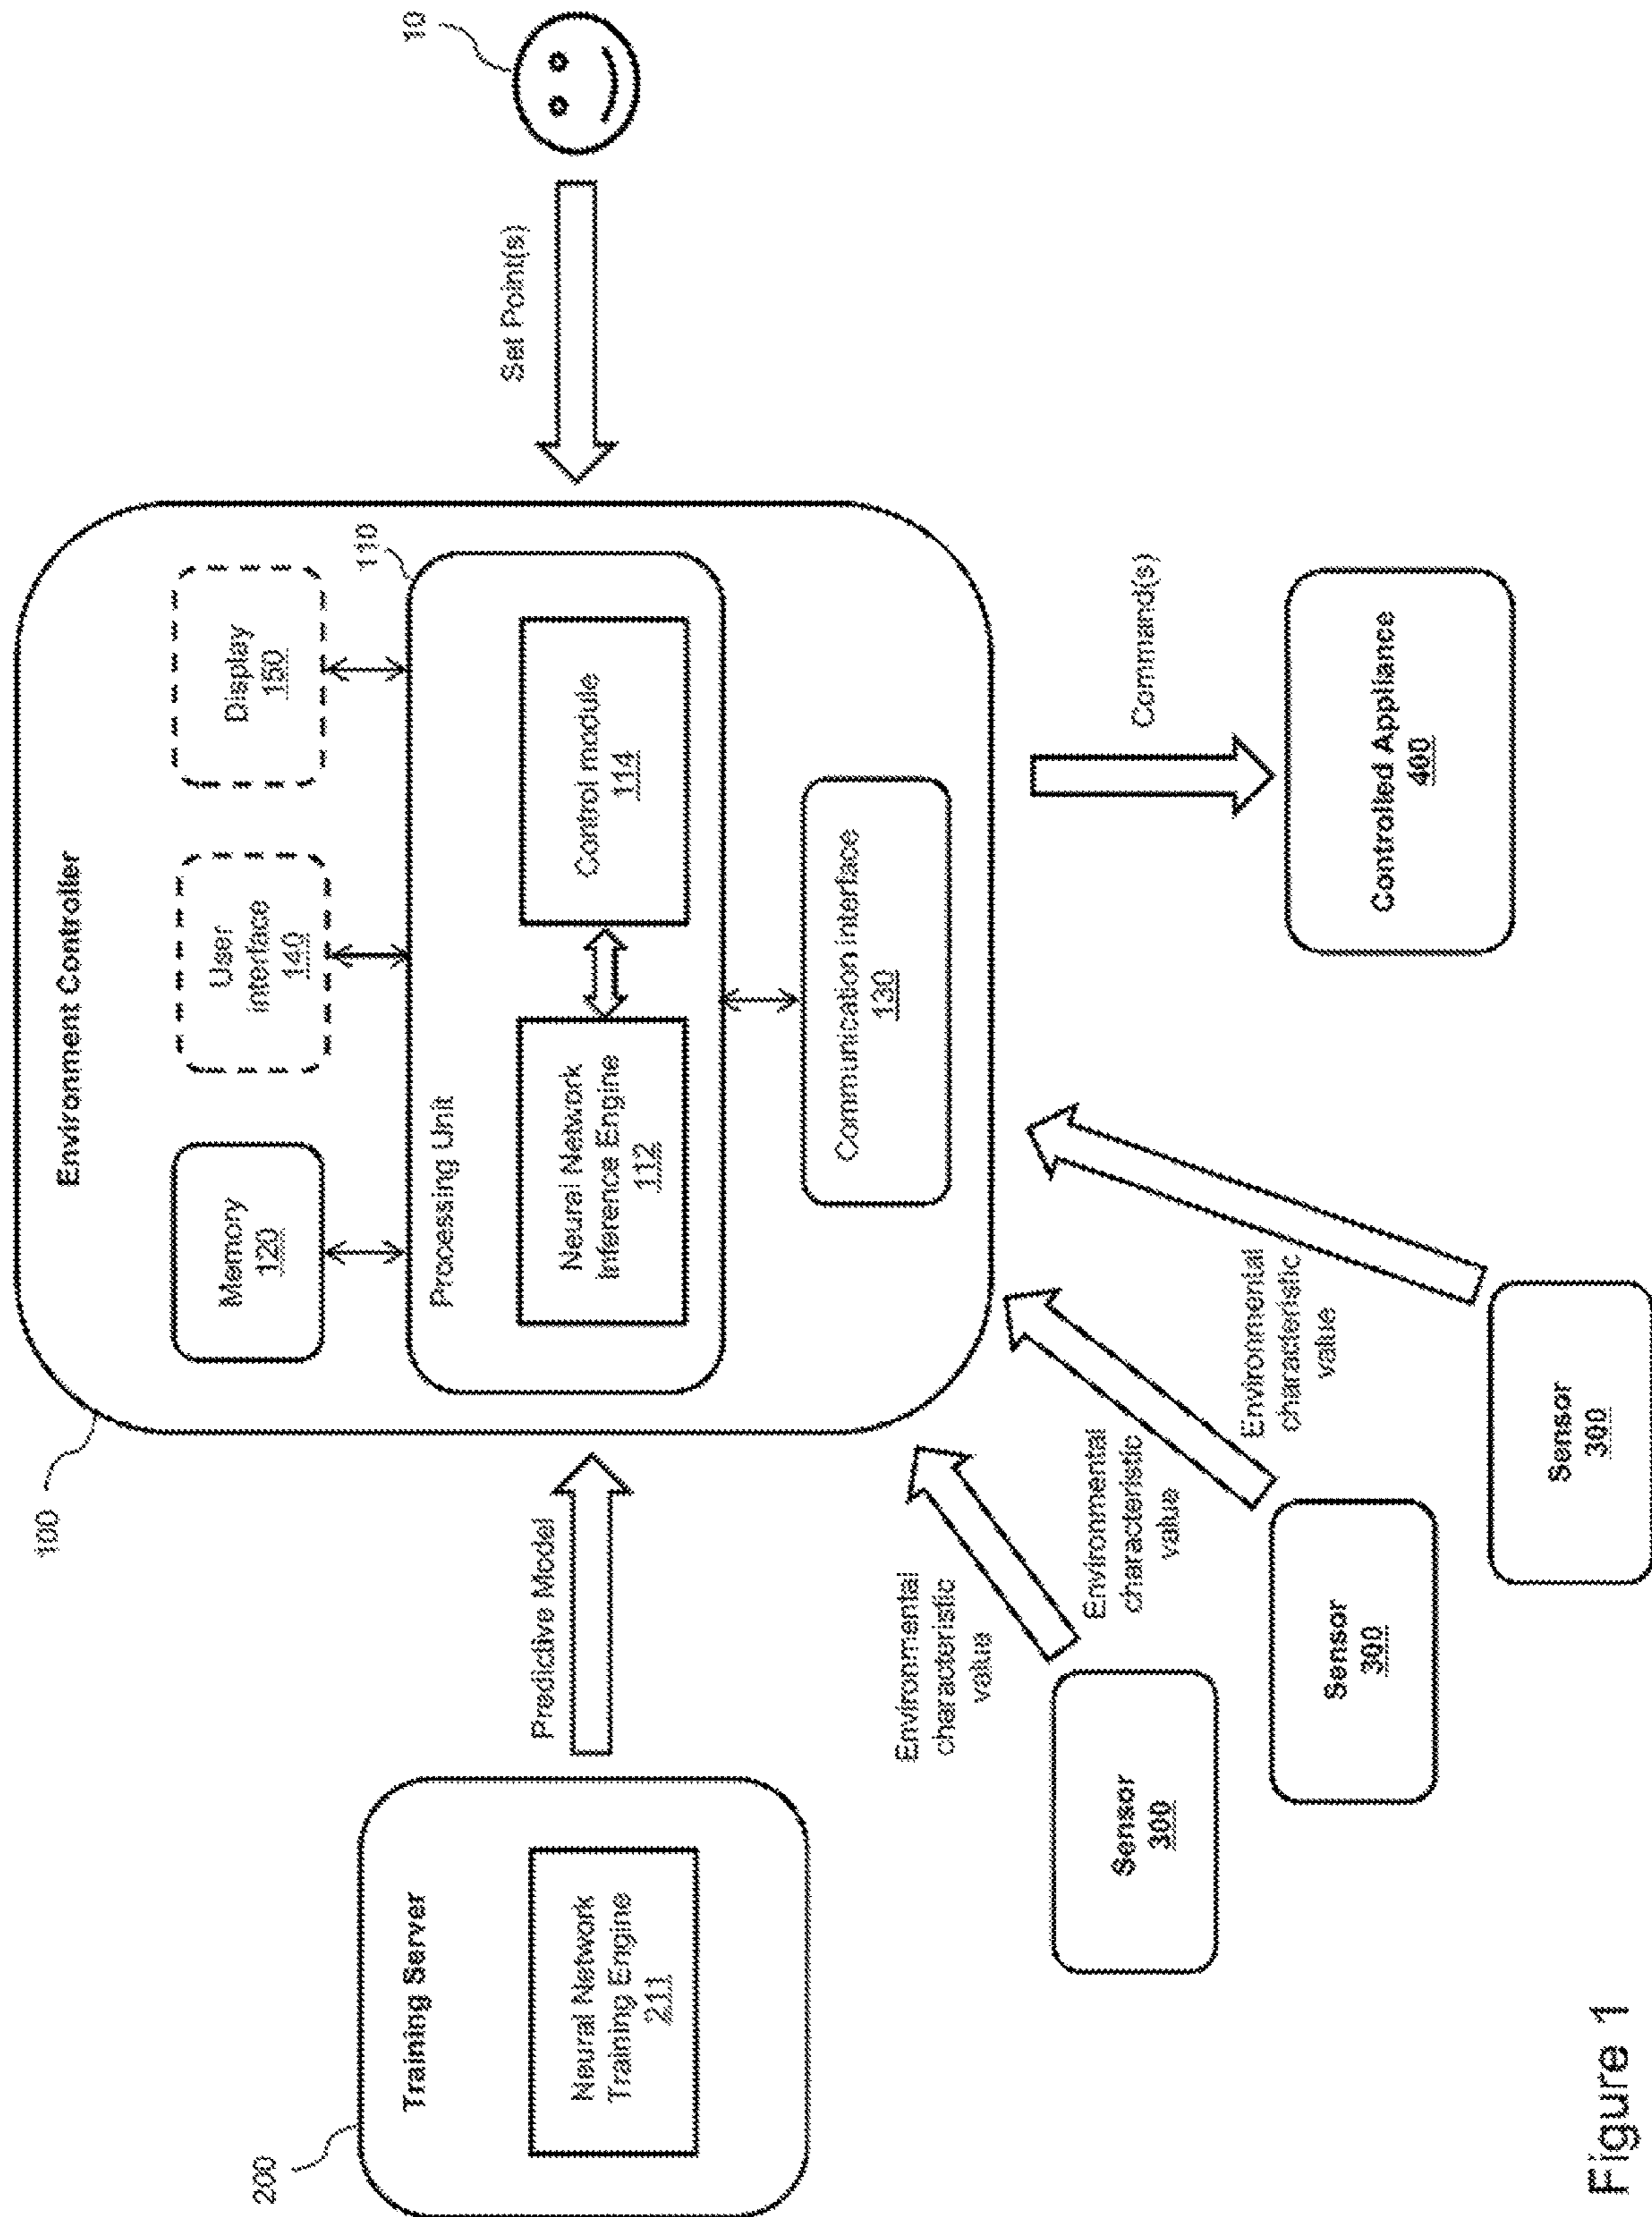 200
Training Server
Neural Network
Training Engine
211
Predictive Model
100
Environment Controller
Memory
120
User
interface
140
Display
150
Processing Unit
110
Neural Network
Inference Engine
112
Control module
114
Communication interface
130
Set Point(s)
10
Environmental
characteristic
value
Environmental
characteristic
value
Environmental
characteristic
value
Sensor
300
Sensor
300
Sensor
300
Command(s)
Controlled Appliance
400
Figure 1